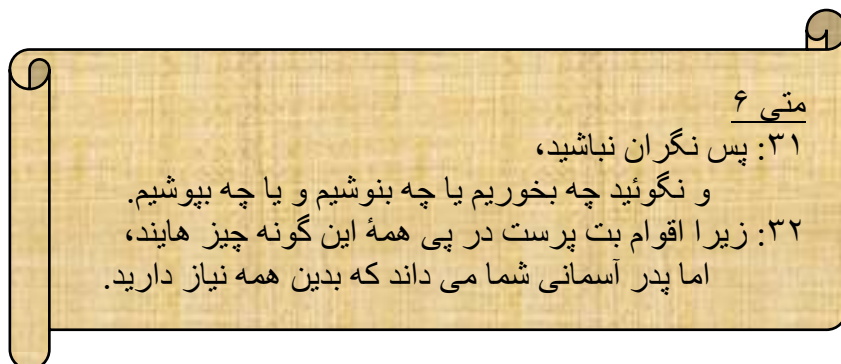 متی ۶
۳۱: پس نگران نباشید،
و نگوئید چه بخوریم یا چه بنوشیم و یا چه بپوشیم.
۳۲: زیرا اقوام بت پرست در پی همهٔ این گونه چیز هایند،
اما پدر آسمانی شما می داند که بدین همه نیاز دارید.